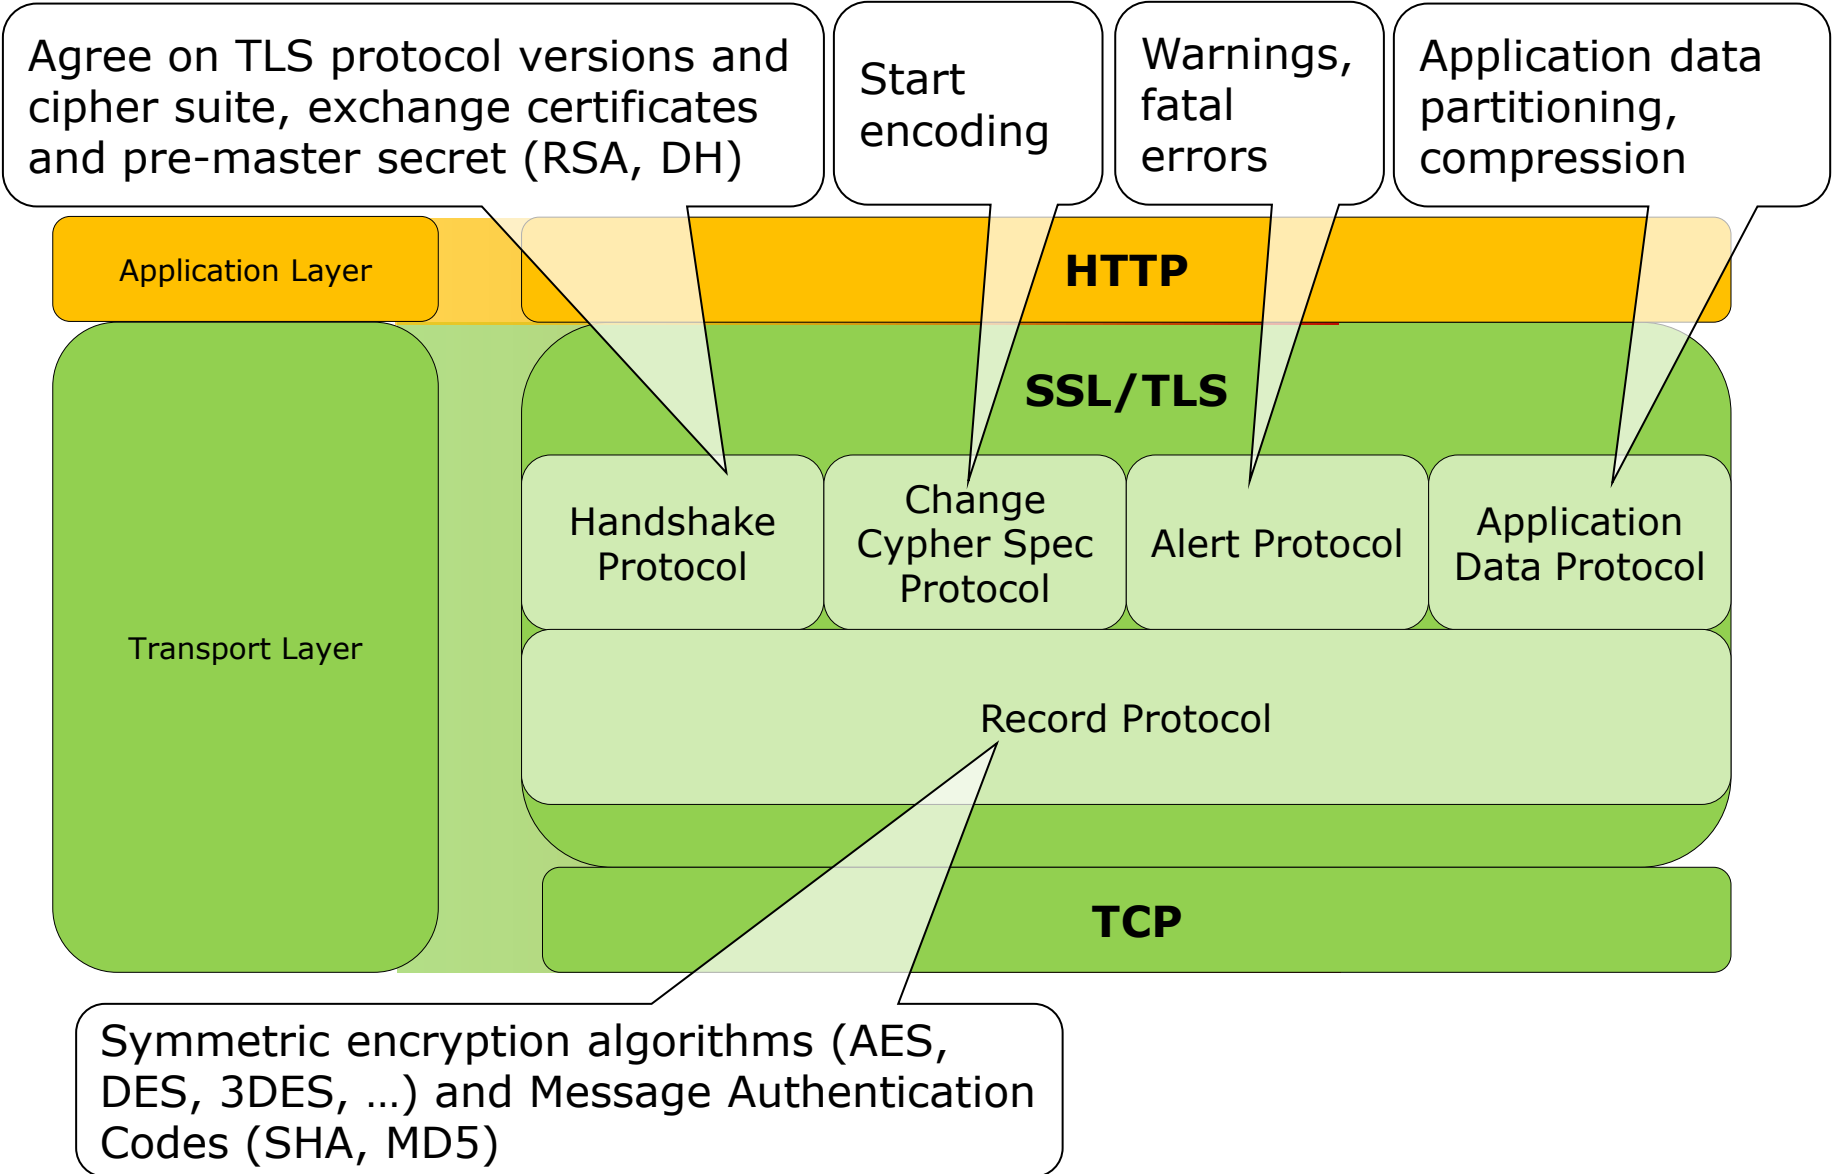 Agree on TLS protocol versions and
cipher suite, exchange certificates
and pre-master secret (RSA, DH)
Start
encoding
Warnings,
fatal
errors
Application data
partitioning,
compression
Application Layer
HTTP
SSL/TLS
Handshake
Protocol
Change
Cypher Spec
Protocol
Alert Protocol
Application
Data Protocol
Transport Layer
Record Protocol
TCP
Symmetric encryption algorithms (AES,
DES, 3DES, …) and Message Authentication
Codes (SHA, MD5)